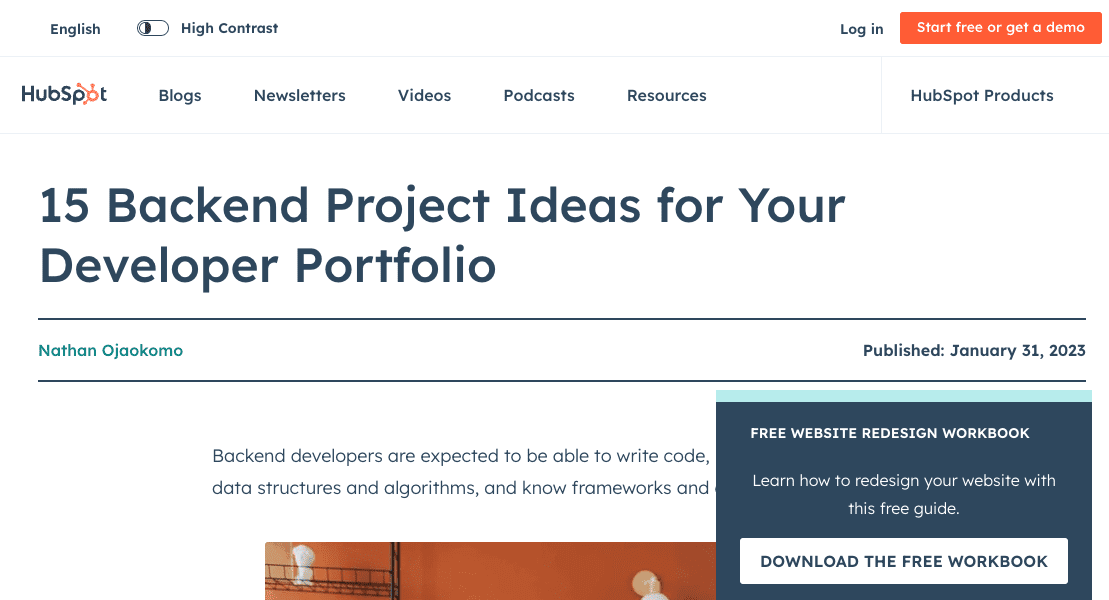 English
High Contrast
Log in
Start free or get a demo
HubSpot
Blogs
Newsletters
Videos
Podcasts
Resources
HubSpot Products
15 Backend Project Ideas for Your
Developer Portfolio
Nathan Ojaokomo
Published: January 31, 2023
Backend developers are expected to be able to write code,
data structures and algorithms, and know frameworks and
FREE WEBSITE REDESIGN WORKBOOK
Learn how to redesign your website with
this free guide.
DOWNLOAD THE FREE WORKBOOK